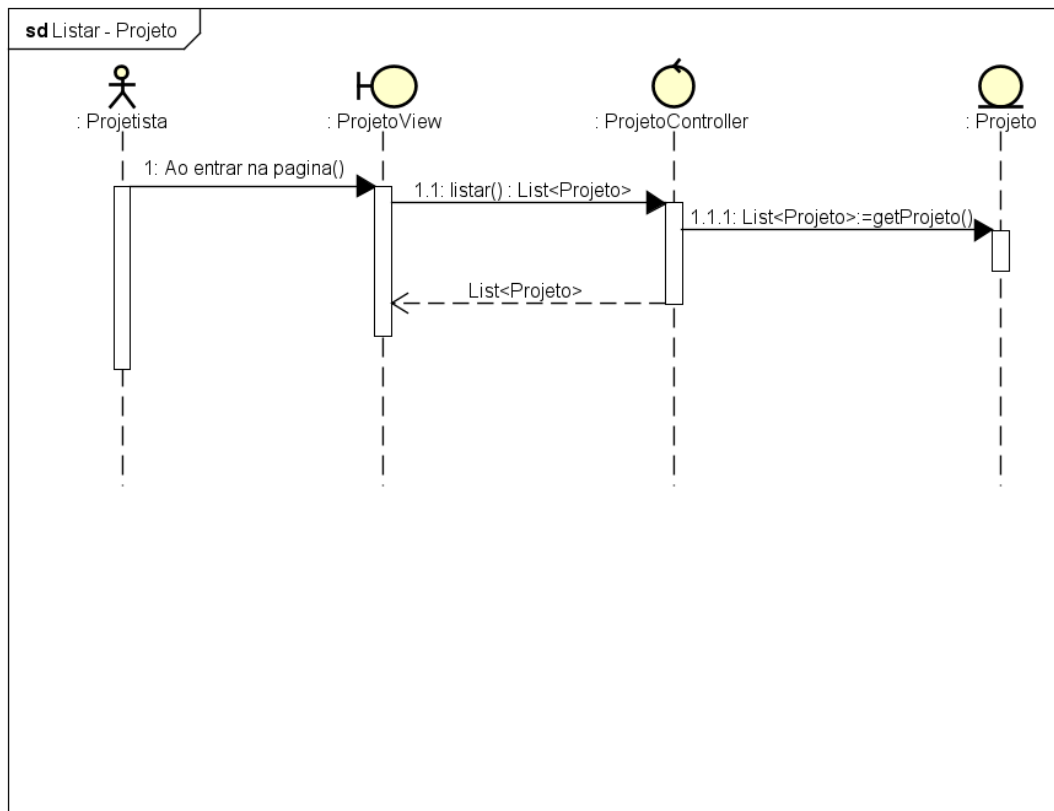 sd Listar - Projeto
: Projetista
: ProjetoView
: ProjetoController
: Projeto
1: Ao entrar na pagina()
1.1: listar() : List<Projeto>
1.1.1: List<Projeto>:=getProjeto()
List<Projeto>